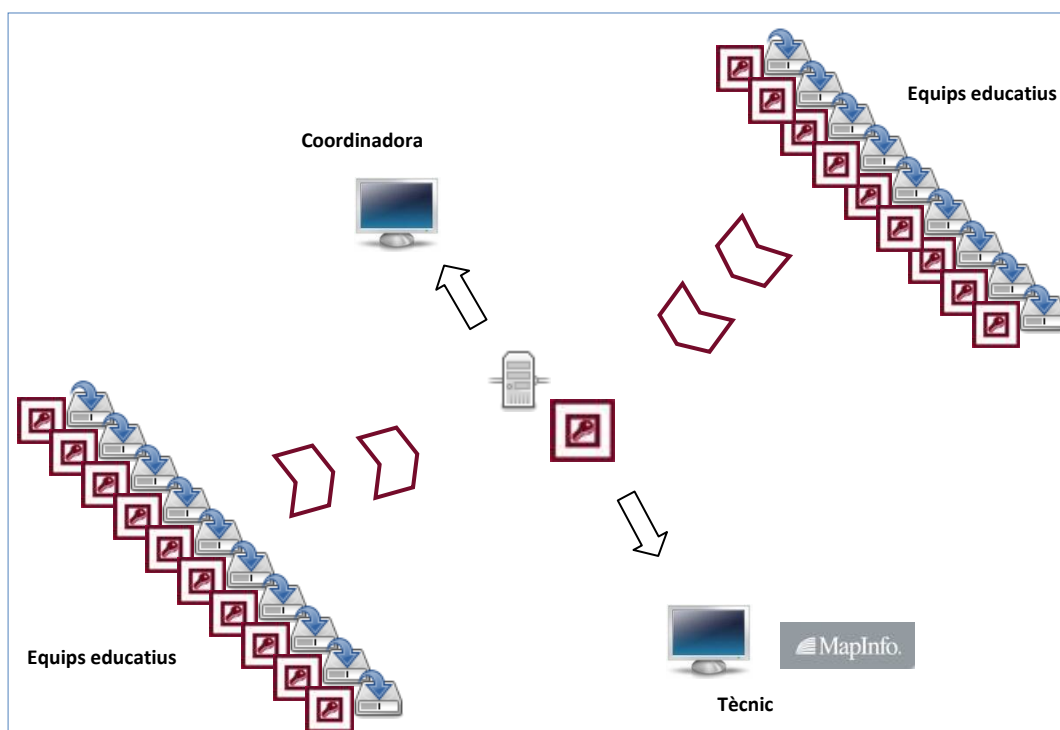 Equips educatius
Coordinadora
Equips educatius
MapInfo.
Tècnic